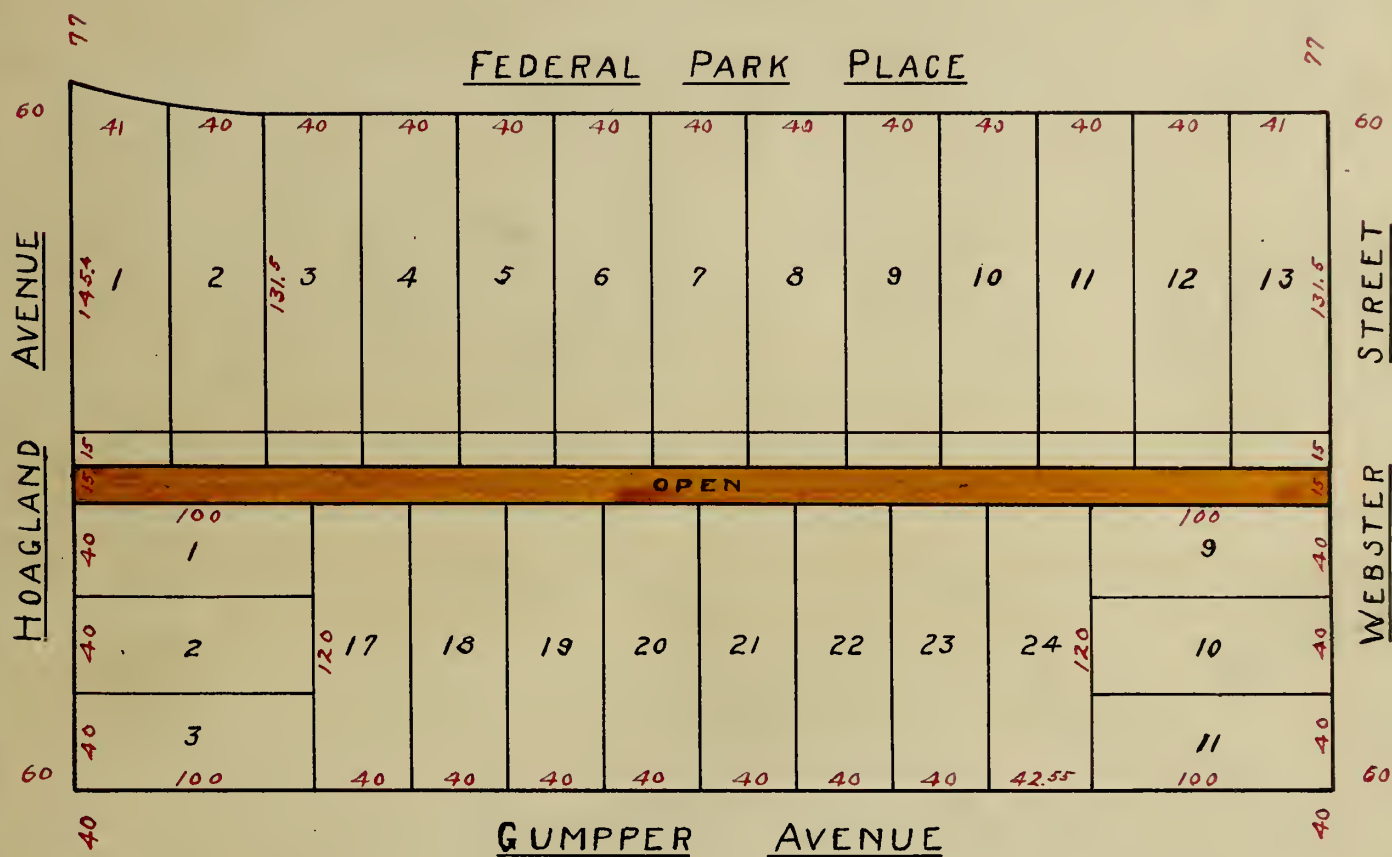 77 77
FEDERAL PARK PLACE
60 41 40 40 40 40 40 40 40 40 40 40 40 41 60
HOAGLAND AVENUE
WEBSTER STREET
145.4 1 2 131.5 3 4 5 6 7 8 9 10 11 12 13 131.5
15 15
15 OPEN 15
100 100
40 1 9 40
40 2 120 17 18 19 20 21 22 23 24 120 10 40
40 3 11 40
60 100 40 40 40 40 40 40 40 42.55 100 60
40 40
GUMPPER AVENUE